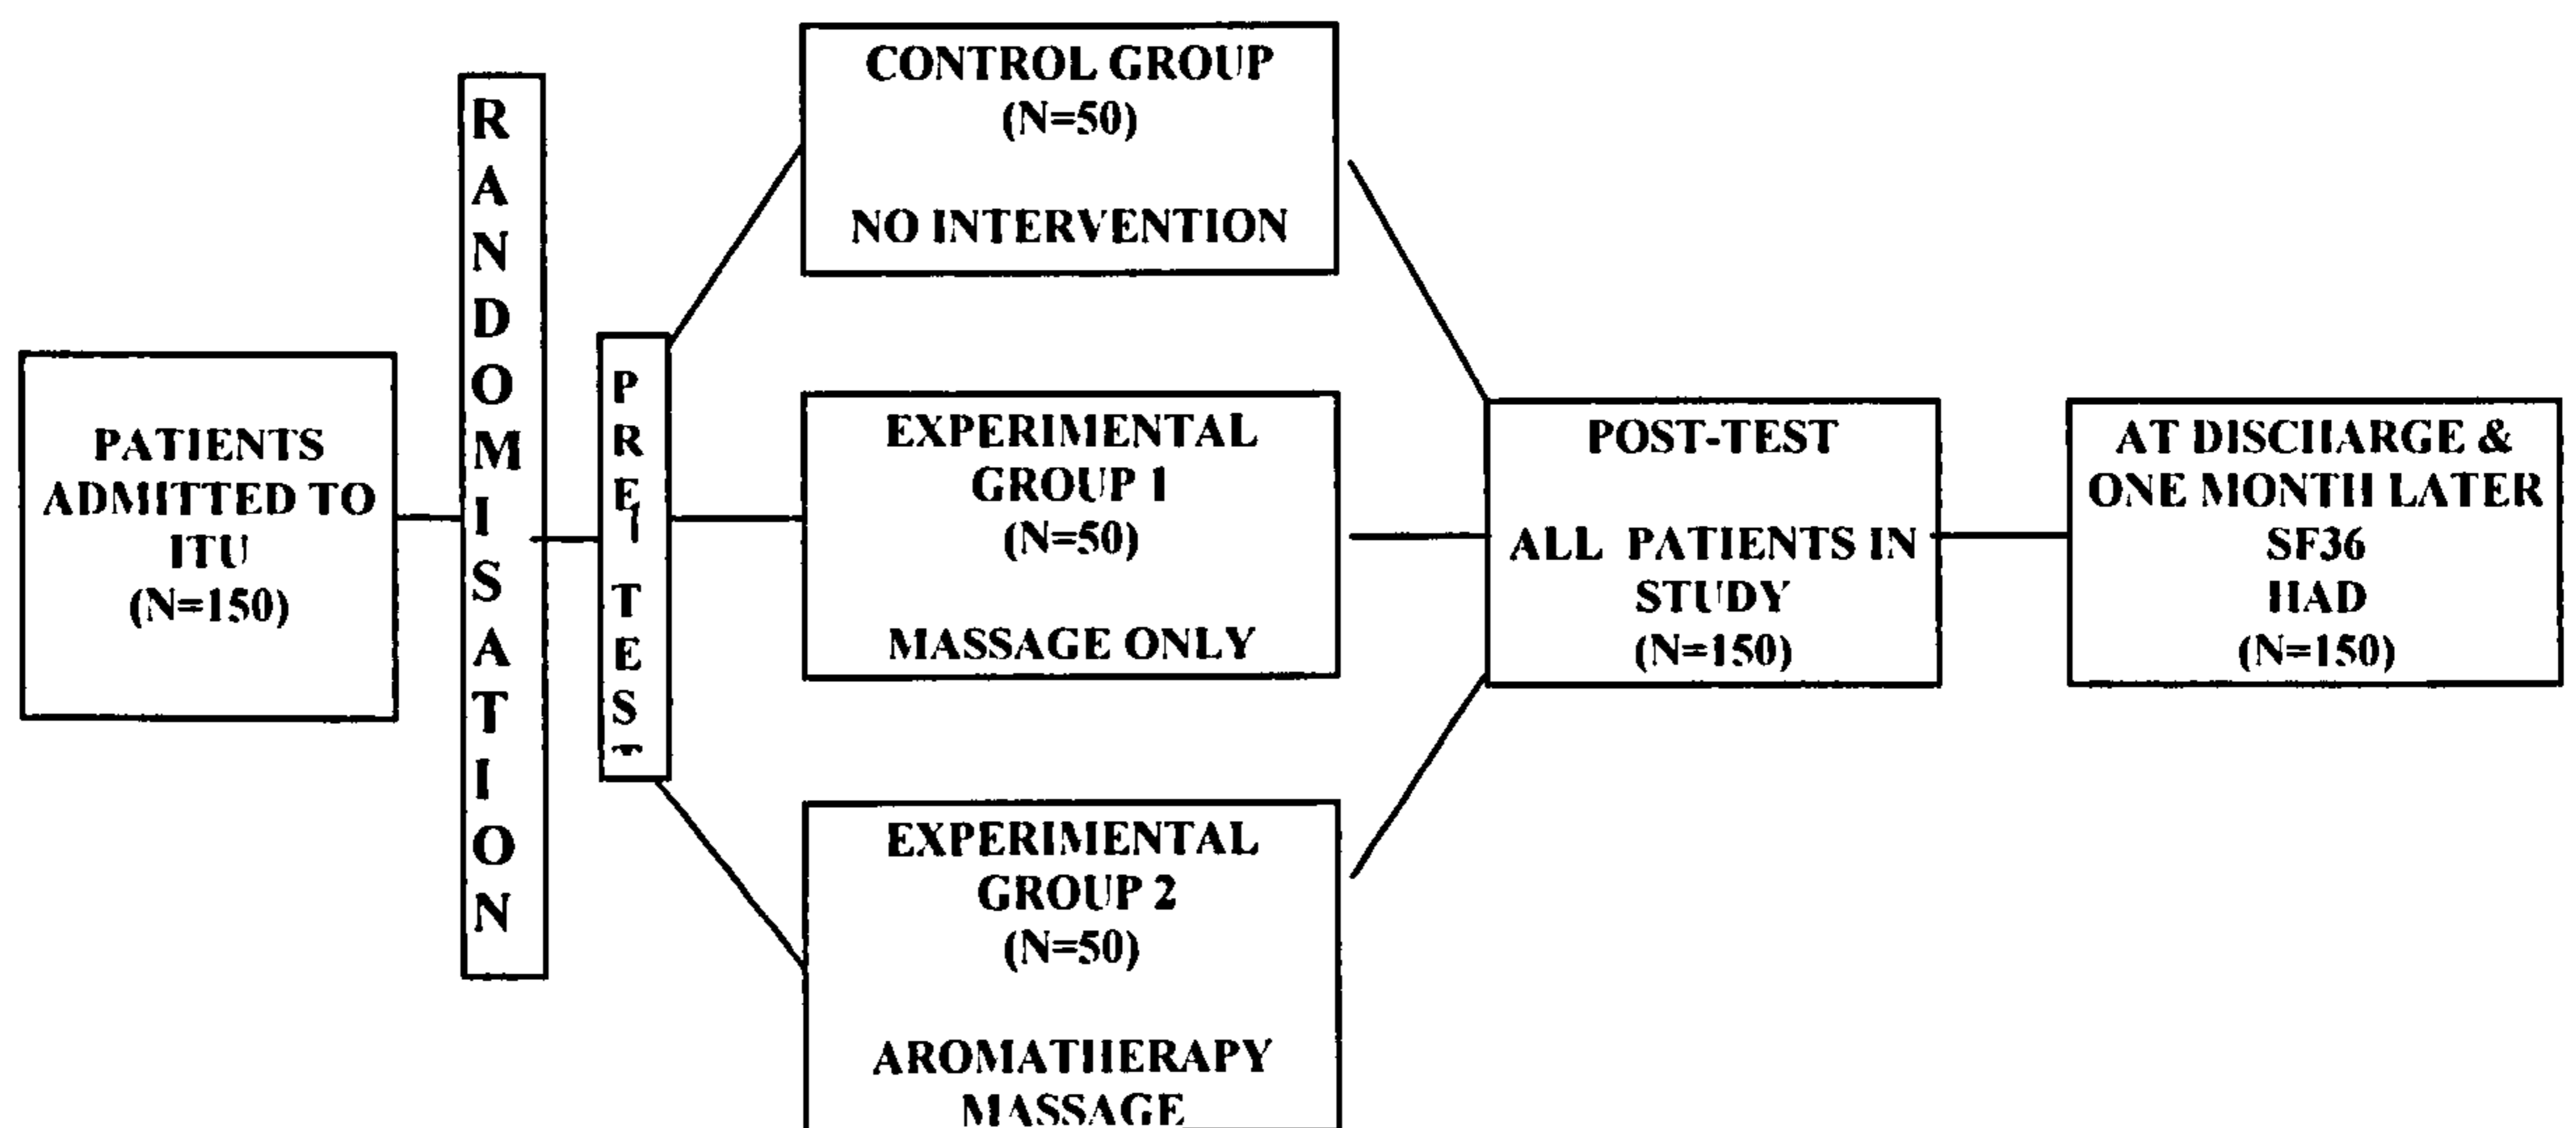 PATIENTS
ADMITTED TO
ITU
(N=150)
RANDOMISATION
PRE TEST
CONTROL GROUP
(N=50)
NO INTERVENTION
EXPERIMENTAL
GROUP 1
(N=50)
MASSAGE ONLY
EXPERIMENTAL
GROUP 2
(N=50)
AROMATHERAPY
MASSAGE
POST-TEST
ALL PATIENTS IN
STUDY
(N=150)
AT DISCHARGE &
ONE MONTH LATER
SF36
HAD
(N=150)